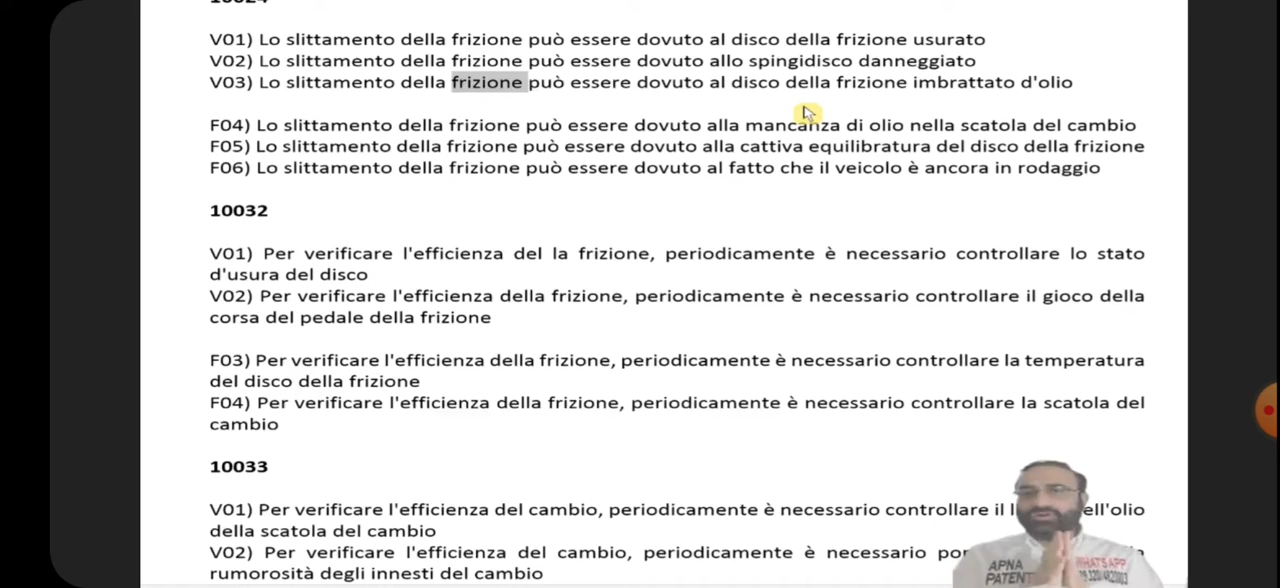 V01) Lo slittamento della frizione può essere dovuto al disco della frizione usurato
V02) Lo slittamento della frizione può essere dovuto allo spingidisco danneggiato
V03) Lo slittamento della frizione può essere dovuto al disco della frizione imbrattato d'olio
F04) Lo slittamento della frizione può essere dovuto alla mancanza di olio nella scatola del cambio
F05) Lo slittamento della frizione può essere dovuto alla cattiva equilibratura del disco della frizione
F06) Lo slittamento della frizione può essere dovuto al fatto che il veicolo è ancora in rodaggio
10032
V01) Per verificare l'efficienza del la frizione, periodicamente è necessario controllare lo stato
d'usura del disco
V02) Per verificare l'efficienza della frizione, periodicamente è necessario controllare il gioco della
corsa del pedale della frizione
F03) Per verificare l'efficienza della frizione, periodicamente è necessario controllare la temperatura
del disco della frizione
F04) Per verificare l'efficienza della frizione, periodicamente è necessario controllare la scatola del
cambio
10033
V01) Per verificare l'efficienza del cambio, periodicamente è necessario controllare il ell'olio
della scatola del cambio
V02) Per verificare l'efficienza del cambio, periodicamente è necessario
rumorosità degli innesti del cambio
APNA
PATENT
WHATSAPP